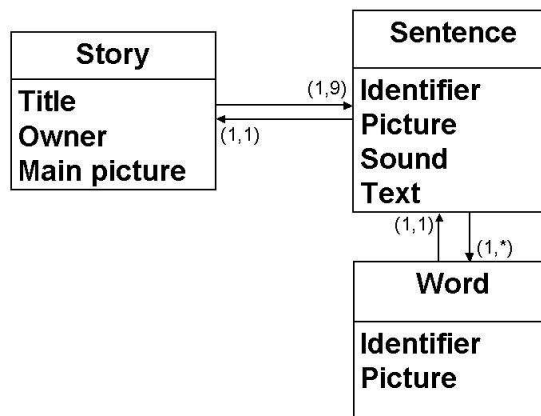 Story
Title
Owner
Main picture
(1,9)
(1,1)
Sentence
Identifier
Picture
Sound
Text
(1,1)
(1,*)
Word
Identifier
Picture